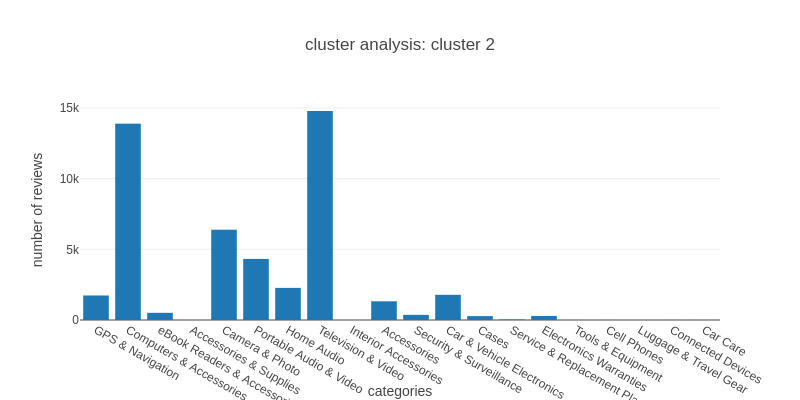 cluster analysis: cluster 2
number of reviews
15k
10k
5k
0
GPS & Navigation
Computers & Accessories
eBook Readers & Accessor
Accessories & Supplies
Camera & Photo
Portable Audio & Video
Home Audio
Television & Video
Interior Accessories
Accessories
Security & Surveillance
Car & Vehicle Electronics
Cases
Service & Replacement Pla
Electronics Warranties
Tools & Equipment
Cell Phones
Luggage & Travel Gear
Connected Devices
Car Care
categories